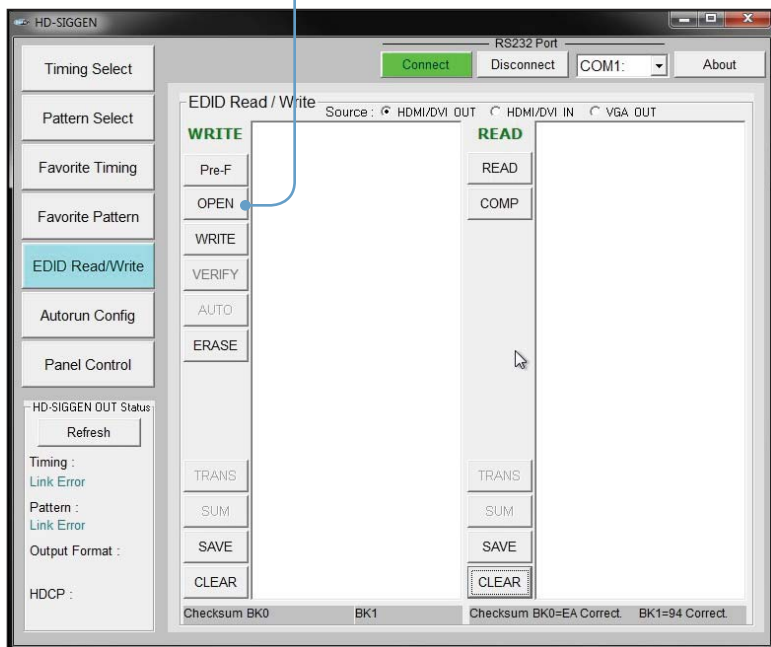 HD-SIGGEN
RS232 Port
Connect Disconnect COM1: About
Timing Select
Pattern Select
Favorite Timing
Favorite Pattern
EDID Read/Write
Autorun Config
Panel Control
HD-SIGGEN OUT Status
Refresh
Timing :
Link Error
Pattern :
Link Error
Output Format :
HDCP :
EDID Read / Write
Source : HDMI/DVI OUT HDMI/DVI IN VGA OUT
WRITE
Pre-F
OPEN
WRITE
VERIFY
AUTO
ERASE
TRANS
SUM
SAVE
CLEAR
Checksum BK0 BK1
READ
READ
COMP
TRANS
SUM
SAVE
CLEAR
Checksum BK0=EA Correct. BK1=94 Correct.